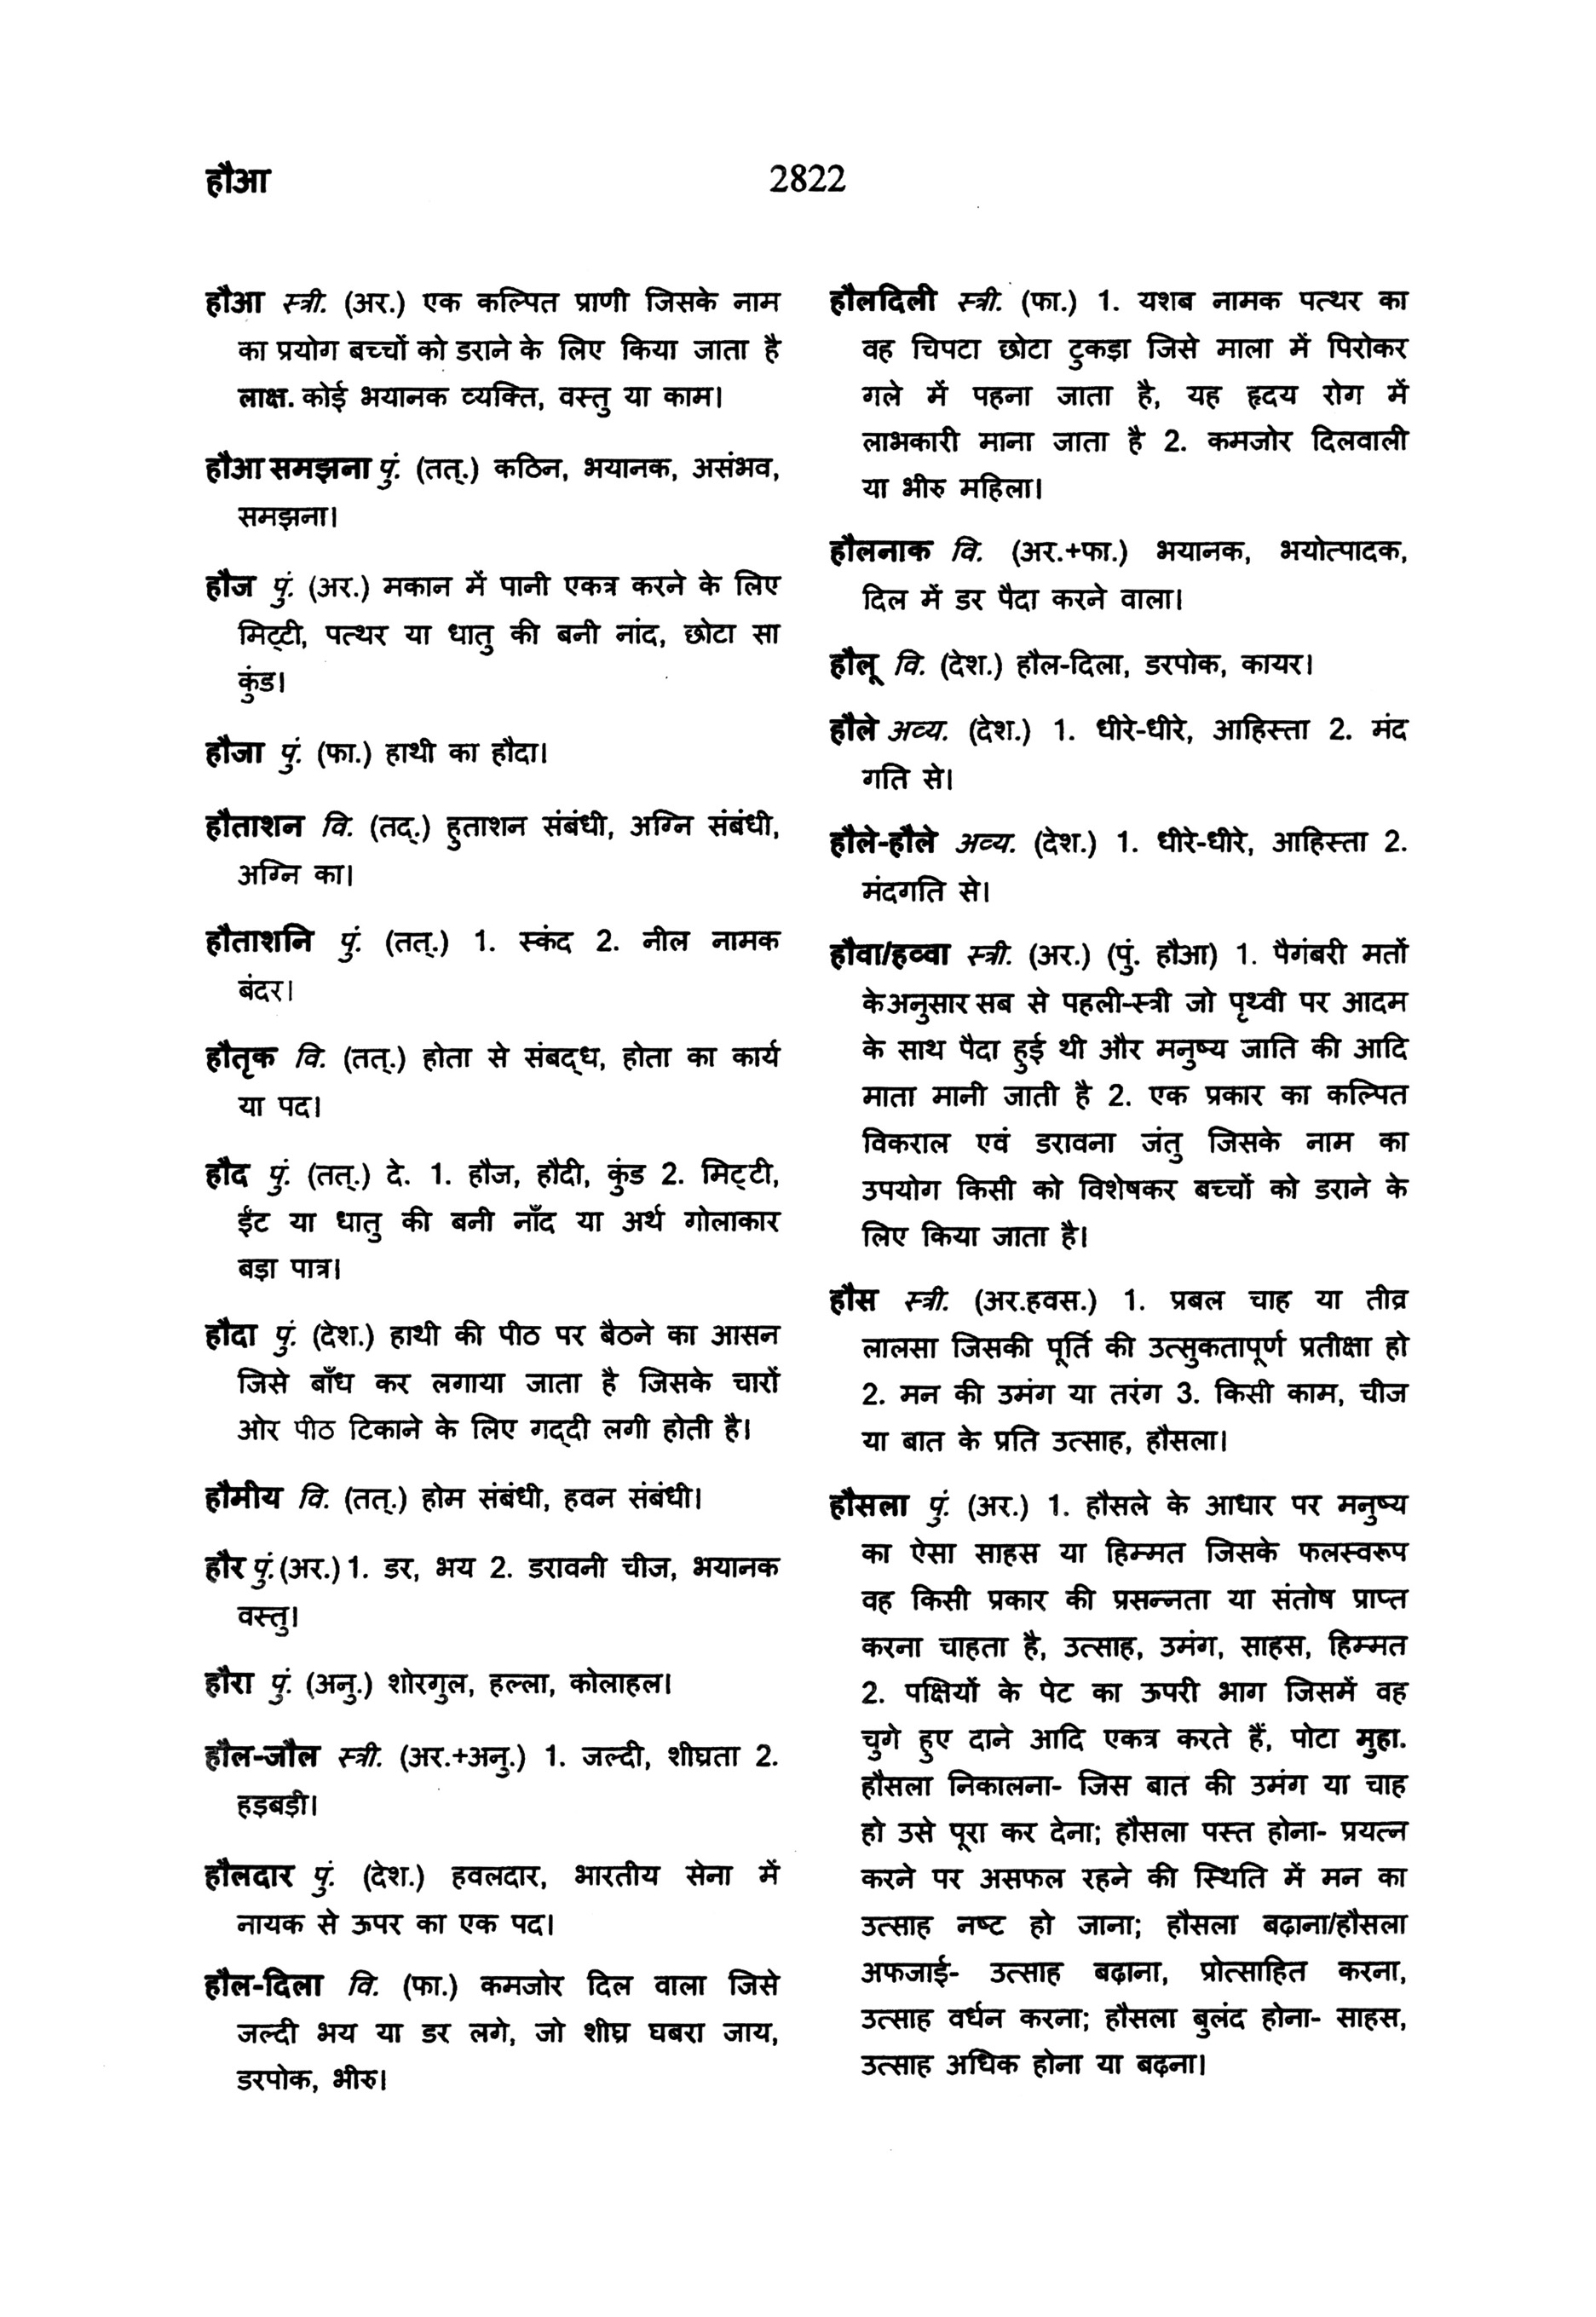 हौआ
2822
हौआ स्त्री. (अर.) एक कल्पित प्राणी जिसके नाम
का प्रयोग बच्चों को डराने के लिए किया जाता है
लाक्ष. कोई भयानक व्यक्ति, वस्तु या काम।
हौआ समझना पुं. (तत्.) कठिन, भयानक, असंभव,
समझना।
हौज पुं. (अर.) मकान में पानी एकत्र करने के लिए
मिट्टी, पत्थर या धातु की बनी नांद, छोटा सा
कुंड।
हौजा पुं. (फा.) हाथी का हौदा।
हौताशन वि. (तद्.) हुताशन संबंधी, अग्नि संबंधी,
अग्नि का।
हौताशनि पुं. (तत्.) 1. स्कंद 2. नील नामक
बंदर।
हौतृक वि. (तत्.) होता से संबद्ध, होता का कार्य
या पद।
हौद पुं. (तत्.) दे. 1. हौज, हौदी, कुंड 2. मिट्टी,
ईंट या धातु की बनी नाँद या अर्थ गोलाकार
बड़ा पात्र।
हौदा पुं. (देश.) हाथी की पीठ पर बैठने का आसन
जिसे बाँध कर लगाया जाता है जिसके चारों
ओर पीठ टिकाने के लिए गद्दी लगी होती है।
हौमीय वि. (तत्.) होम संबंधी, हवन संबंधी।
हौर पुं. (अर.) 1. डर, भय 2. डरावनी चीज, भयानक
वस्तु।
हौरा पुं. (अनु.) शोरगुल, हल्ला, कोलाहल।
हौल-जौल स्त्री. (अर.+अनु.) 1. जल्दी, शीघ्रता 2.
हड़बड़ी।
हौलदार पुं. (देश.) हवलदार, भारतीय सेना में
नायक से ऊपर का एक पद।
हौल-दिला वि. (फा.) कमजोर दिल वाला जिसे
जल्दी भय या डर लगे, जो शीघ्र घबरा जाय,
डरपोक, भीरु।
हौलदिली स्त्री. (फा.) 1. यशब नामक पत्थर का
वह चिपटा छोटा टुकड़ा जिसे माला में पिरोकर
गले में पहना जाता है, यह हृदय रोग में
लाभकारी माना जाता है 2. कमजोर दिलवाली
या भीरु महिला।
हौलनाक वि. (अर.+फा.) भयानक, भयोत्पादक,
दिल में डर पैदा करने वाला।
हौलू वि. (देश.) हौल-दिला, डरपोक, कायर।
हौले अव्य. (देश.) 1. धीरे-धीरे, आहिस्ता 2. मंद
गति से।
हौले-हौले अव्य. (देश.) 1. धीरे-धीरे, आहिस्ता 2.
मंदगति से।
हौवा/हव्वा स्त्री. (अर.) (पुं. हौआ) 1. पैगंबरी मतों
के अनुसार सब से पहली-स्त्री जो पृथ्वी पर आदम
के साथ पैदा हुई थी और मनुष्य जाति की आदि
माता मानी जाती है 2. एक प्रकार का कल्पित
विकराल एवं डरावना जंतु जिसके नाम का
उपयोग किसी को विशेषकर बच्चों को डराने के
लिए किया जाता है।
हौस स्त्री. (अर.हवस.) 1. प्रबल चाह या तीव्र
लालसा जिसकी पूर्ति की उत्सुकतापूर्ण प्रतीक्षा हो
2. मन की उमंग या तरंग 3. किसी काम, चीज
या बात के प्रति उत्साह, हौसला।
हौसला पुं. (अर.) 1. हौसले के आधार पर मनुष्य
का ऐसा साहस या हिम्मत जिसके फलस्वरूप
वह किसी प्रकार की प्रसन्नता या संतोष प्राप्त
करना चाहता है, उत्साह, उमंग, साहस, हिम्मत
2. पक्षियों के पेट का ऊपरी भाग जिसमें वह
चुगे हुए दाने आदि एकत्र करते हैं, पोटा मुहा.
हौसला निकालना- जिस बात की उमंग या चाह
हो उसे पूरा कर देना; हौसला पस्त होना- प्रयत्न
करने पर असफल रहने की स्थिति में मन का
उत्साह नष्ट हो जाना; हौसला बढ़ाना/हौसला
अफजाई- उत्साह बढ़ाना, प्रोत्साहित करना,
उत्साह वर्धन करना; हौसला बुलंद होना- साहस,
उत्साह अधिक होना या बढ़ना।